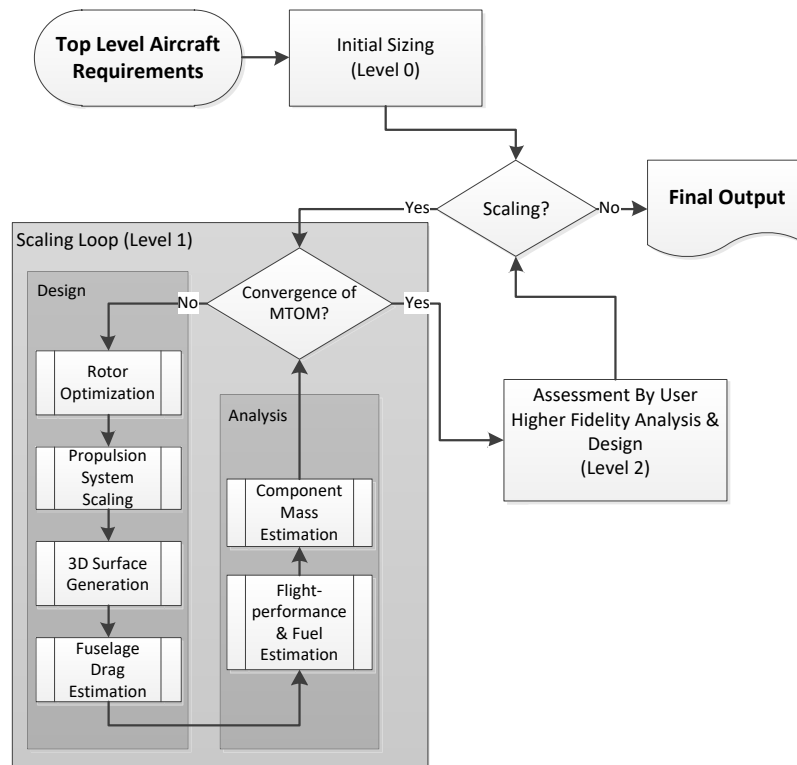 Top Level Aircraft
Requirements
Initial Sizing
(Level 0)
Scaling?
Yes
No
Final Output
Scaling Loop (Level 1)
Design
Convergence of
MTOM?
No
Yes
Rotor
Optimization
Propulsion
System
Scaling
3D Surface
Generation
Fuselage
Drag
Estimation
Analysis
Component
Mass
Estimation
Flight-
performance
& Fuel
Estimation
Assessment By User
Higher Fidelity Analysis &
Design
(Level 2)